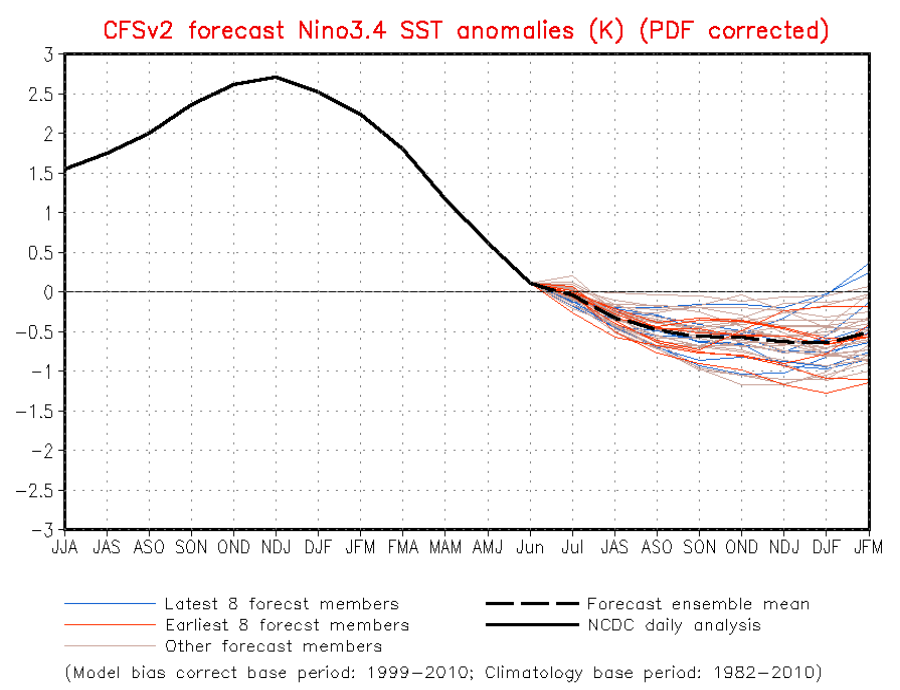 CFSv2 forecast Nino3.4 SST anomalies (K) (PDF corrected)
3
2.5
2
1.5
1
0.5
0
−0.5
−1
−1.5
−2
−2.5
−3
JJA JAS ASO SON OND NDJ DJF JFM FMA MAM AMJ Jun Jul JAS ASO SON OND NDJ DJF JFM
Latest 8 forecst members
Forecast ensemble mean
Earliest 8 forecst members
NCDC daily analysis
Other forecast members
(Model bias correct base period: 1999−2010; Climatology base period: 1982−2010)